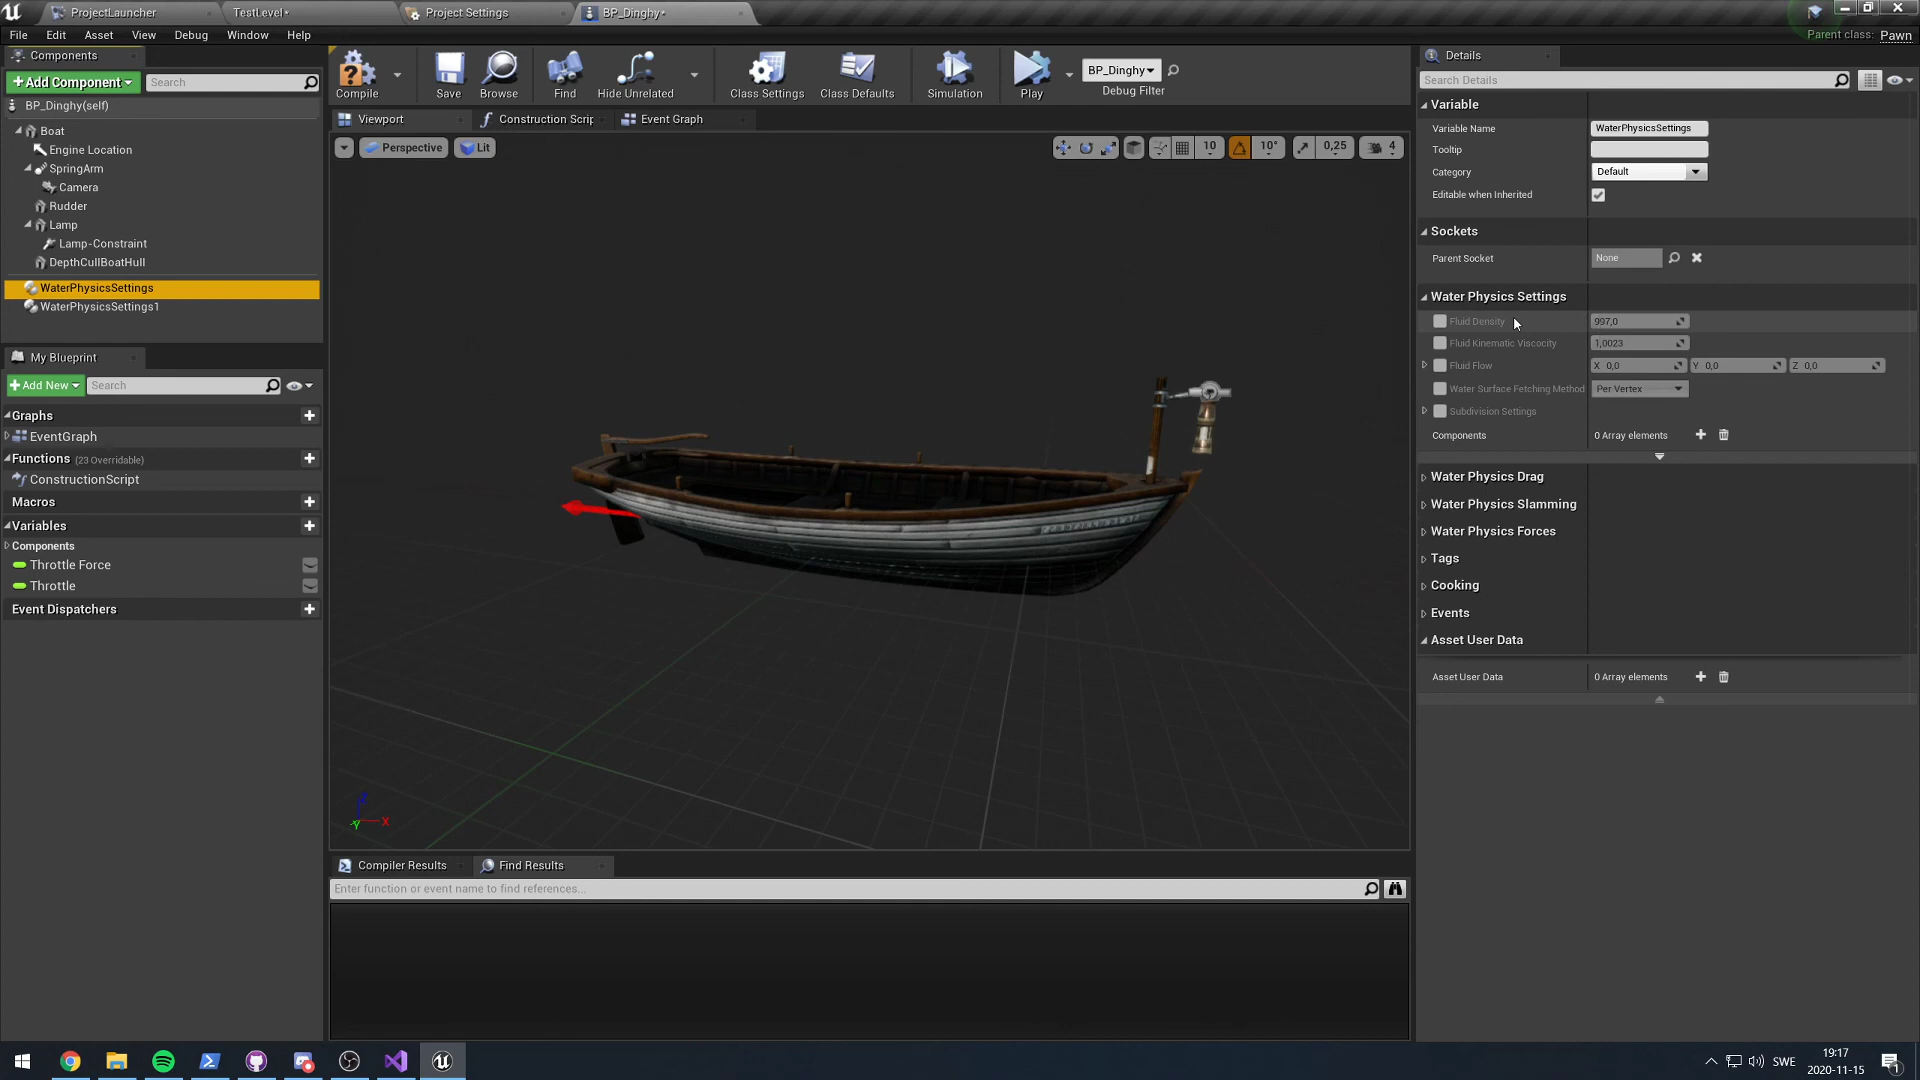 ProjectLauncher
TestLevel•
Project Settings
BP_Dinghy•
File Edit Asset View Debug Window Help
Parent class: Pawn
Components
+Add Component
Search
BP_Dinghy(self)
Boat
Engine Location
SpringArm
Camera
Rudder
Lamp
Lamp-Constraint
DepthCullBoatHull
WaterPhysicsSettings
WaterPhysicsSettings1
My Blueprint
+Add New
Search
Graphs
EventGraph
Functions (23 Overridable)
ConstructionScript
Macros
Variables
Components
Throttle Force
Throttle
Event Dispatchers
Compile
Save
Browse
Find
Hide Unrelated
Class Settings
Class Defaults
Simulation
Play
BP_Dinghy
Debug Filter
Viewport
Construction Scrip
Event Graph
Perspective
Lit
10
10°
0,25
4
Z
X
Y
Compiler Results
Find Results
Enter function or event name to find references...
Details
Search Details
Variable
Variable Name WaterPhysicsSettings
Tooltip
Category Default
Editable when Inherited
Sockets
Parent Socket None
Water Physics Settings
Fluid Density 997,0
Fluid Kinematic Viscocity 1,0023
Fluid Flow X 0,0 Y 0,0 Z 0,0
Water Surface Fetching Method Per Vertex
Subdivision Settings
Components 0 Array elements
Water Physics Drag
Water Physics Slamming
Water Physics Forces
Tags
Cooking
Events
Asset User Data
Asset User Data 0 Array elements
SWE
19:17
2020-11-15
1